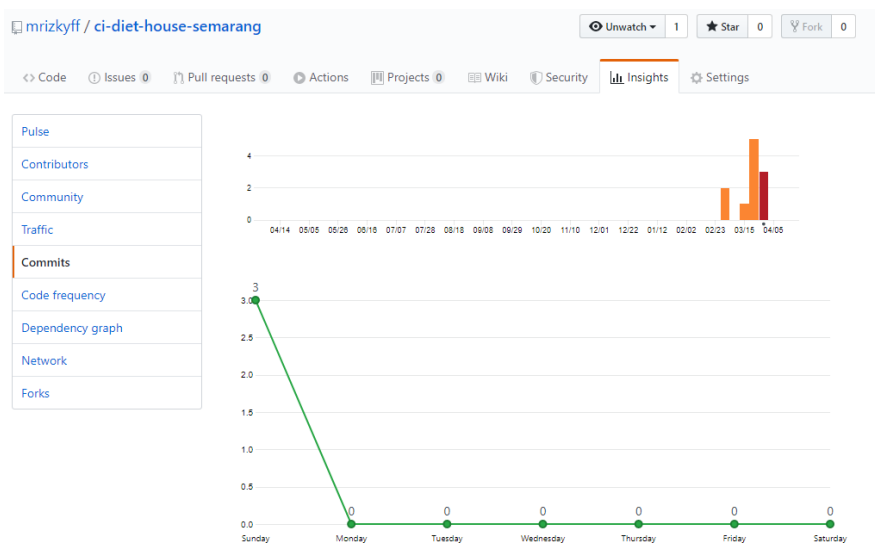 mrizkyff / ci-diet-house-semarang
Unwatch 1 Star 0 Fork 0
<> Code Issues 0 Pull requests 0 Actions Projects 0 Wiki Security Insights Settings
Pulse
Contributors
Community
Traffic
Commits
Code frequency
Dependency graph
Network
Forks
4
2
0
04/14 05/05 05/26 06/16 07/07 07/28 08/18 09/08 09/29 10/20 11/10 12/01 12/22 01/12 02/02 02/23 03/15 04/05
3
3.0
2.5
2.0
1.5
1.0
0.5
0 0 0 0 0 0
0.0
Sunday Monday Tuesday Wednesday Thursday Friday Saturday